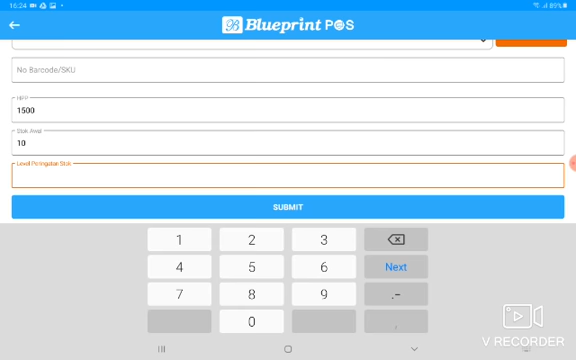 16:24
89%
B Blueprint POS
No Barcode/SKU
HPP
1500
Stok Awal
10
Level Peringatan Stok
SUBMIT
1 2 3
4 5 6 Next
7 8 9 .-
0 ,
V RECORDER